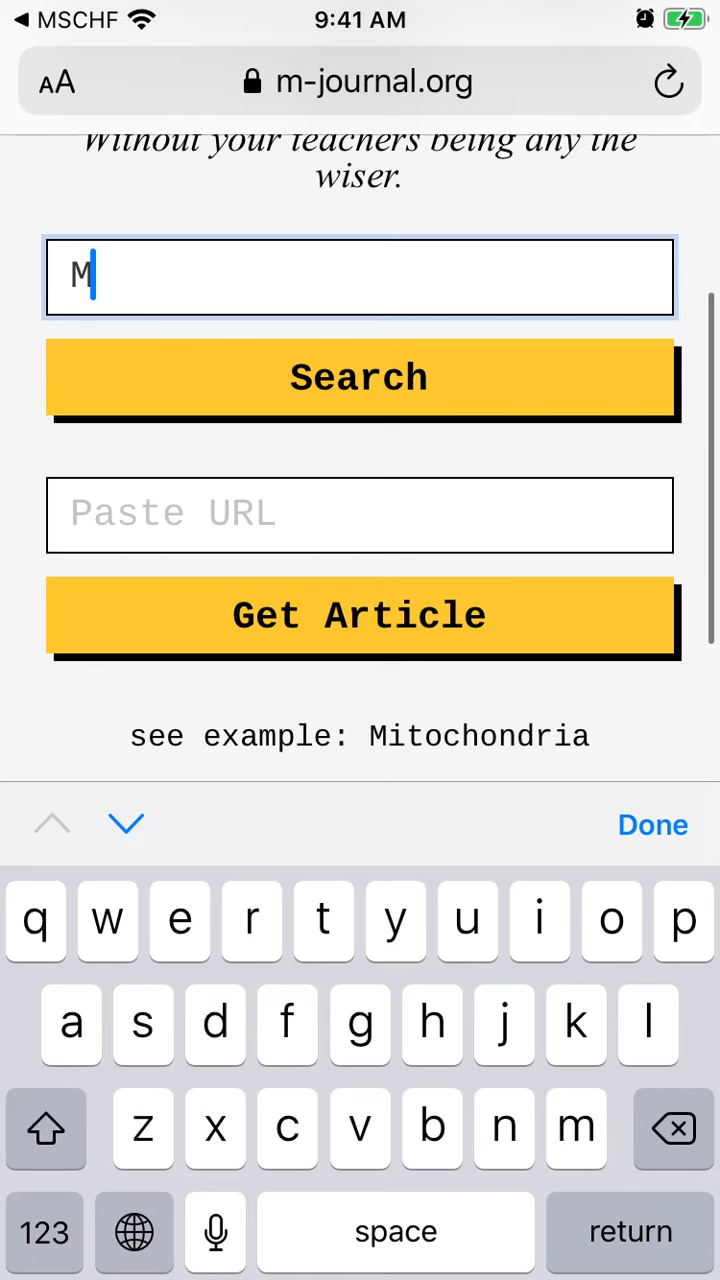 ◀ MSCHF 9:41 AM
AA m-journal.org
Without your teachers being any the
wiser.
M
Search
Paste URL
Get Article
see example: Mitochondria
Done
q w e r t y u i o p
a s d f g h j k l
z x c v b n m
123 space return